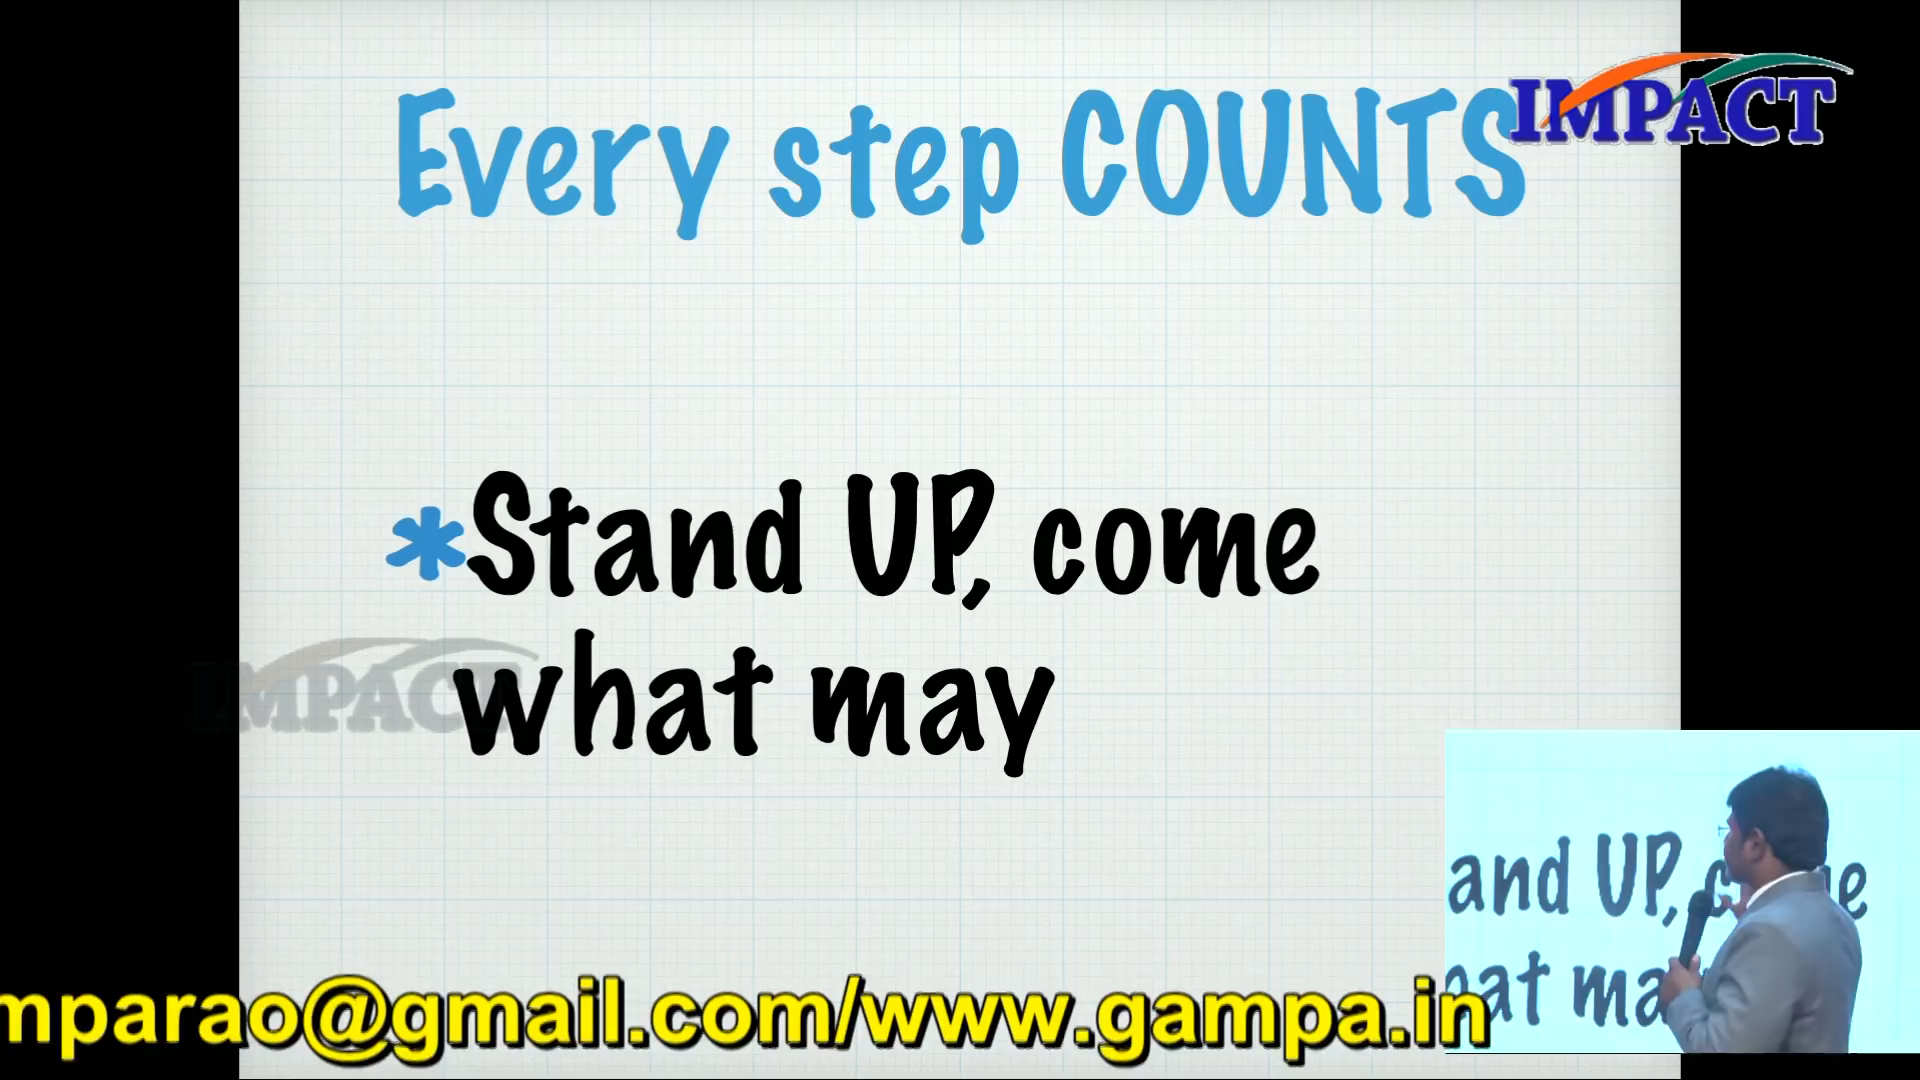 Every step COUNTS
IMPACT
*Stand UP, come
what may
IMPACT
and UP, c e
at may
mparao@gmail.com/www.gampa.in